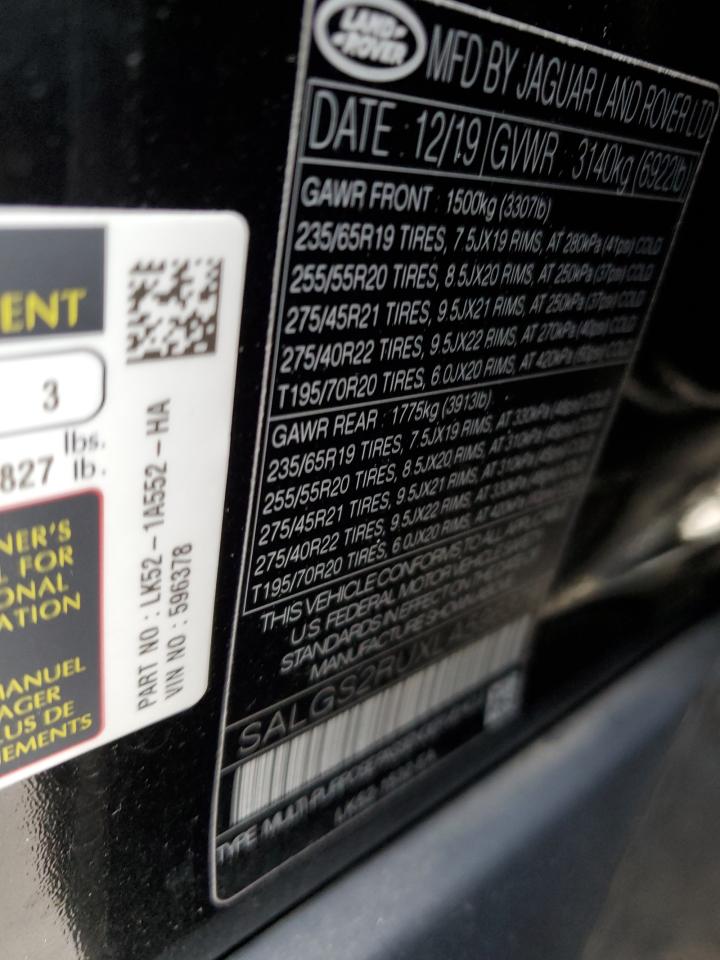 ENT
3
lbs.
827 lb.
NER'S
L FOR
ONAL
ATION
MANUEL
AGER
LUS DE
EMENTS
PART NO : LK52-1A552-HA
VIN NO : 596378
LAND ROVER
MFD BY JAGUAR LAND ROVER LTD
DATE : 12/19 GVWR : 3140kg (6922lb)
GAWR FRONT : 1500kg (3307lb)
235/65R19 TIRES, 7.5JX19 RIMS, AT 280kPa (41psi) COLD
255/55R20 TIRES, 8.5JX20 RIMS, AT 250kPa (37psi) COLD
275/45R21 TIRES, 9.5JX21 RIMS, AT 250kPa (37psi) COLD
275/40R22 TIRES, 9.5JX22 RIMS, AT 270kPa
T195/70R20 TIRES, 6.0JX20 RIMS, AT 420kPa
GAWR REAR : 1775kg (3913lb)
235/65R19 TIRES, 7.5JX19 RIMS, AT 330kPa
255/55R20 TIRES, 8.5JX20 RIMS, AT 310kPa
275/45R21 TIRES, 9.5JX21 RIMS, AT 310kPa
275/40R22 TIRES, 9.5JX22 RIMS, AT 330kPa
T195/70R20 TIRES, 6.0JX20 RIMS, AT 420kPa
THIS VEHICLE CONFORMS TO ALL
U.S. FEDERAL MOTOR VEHICLE
STANDARDS IN EFFECT ON THE
MANUFACTURE SHOWN
SALGS2RU
TYPE: MULTI-PURPOSE